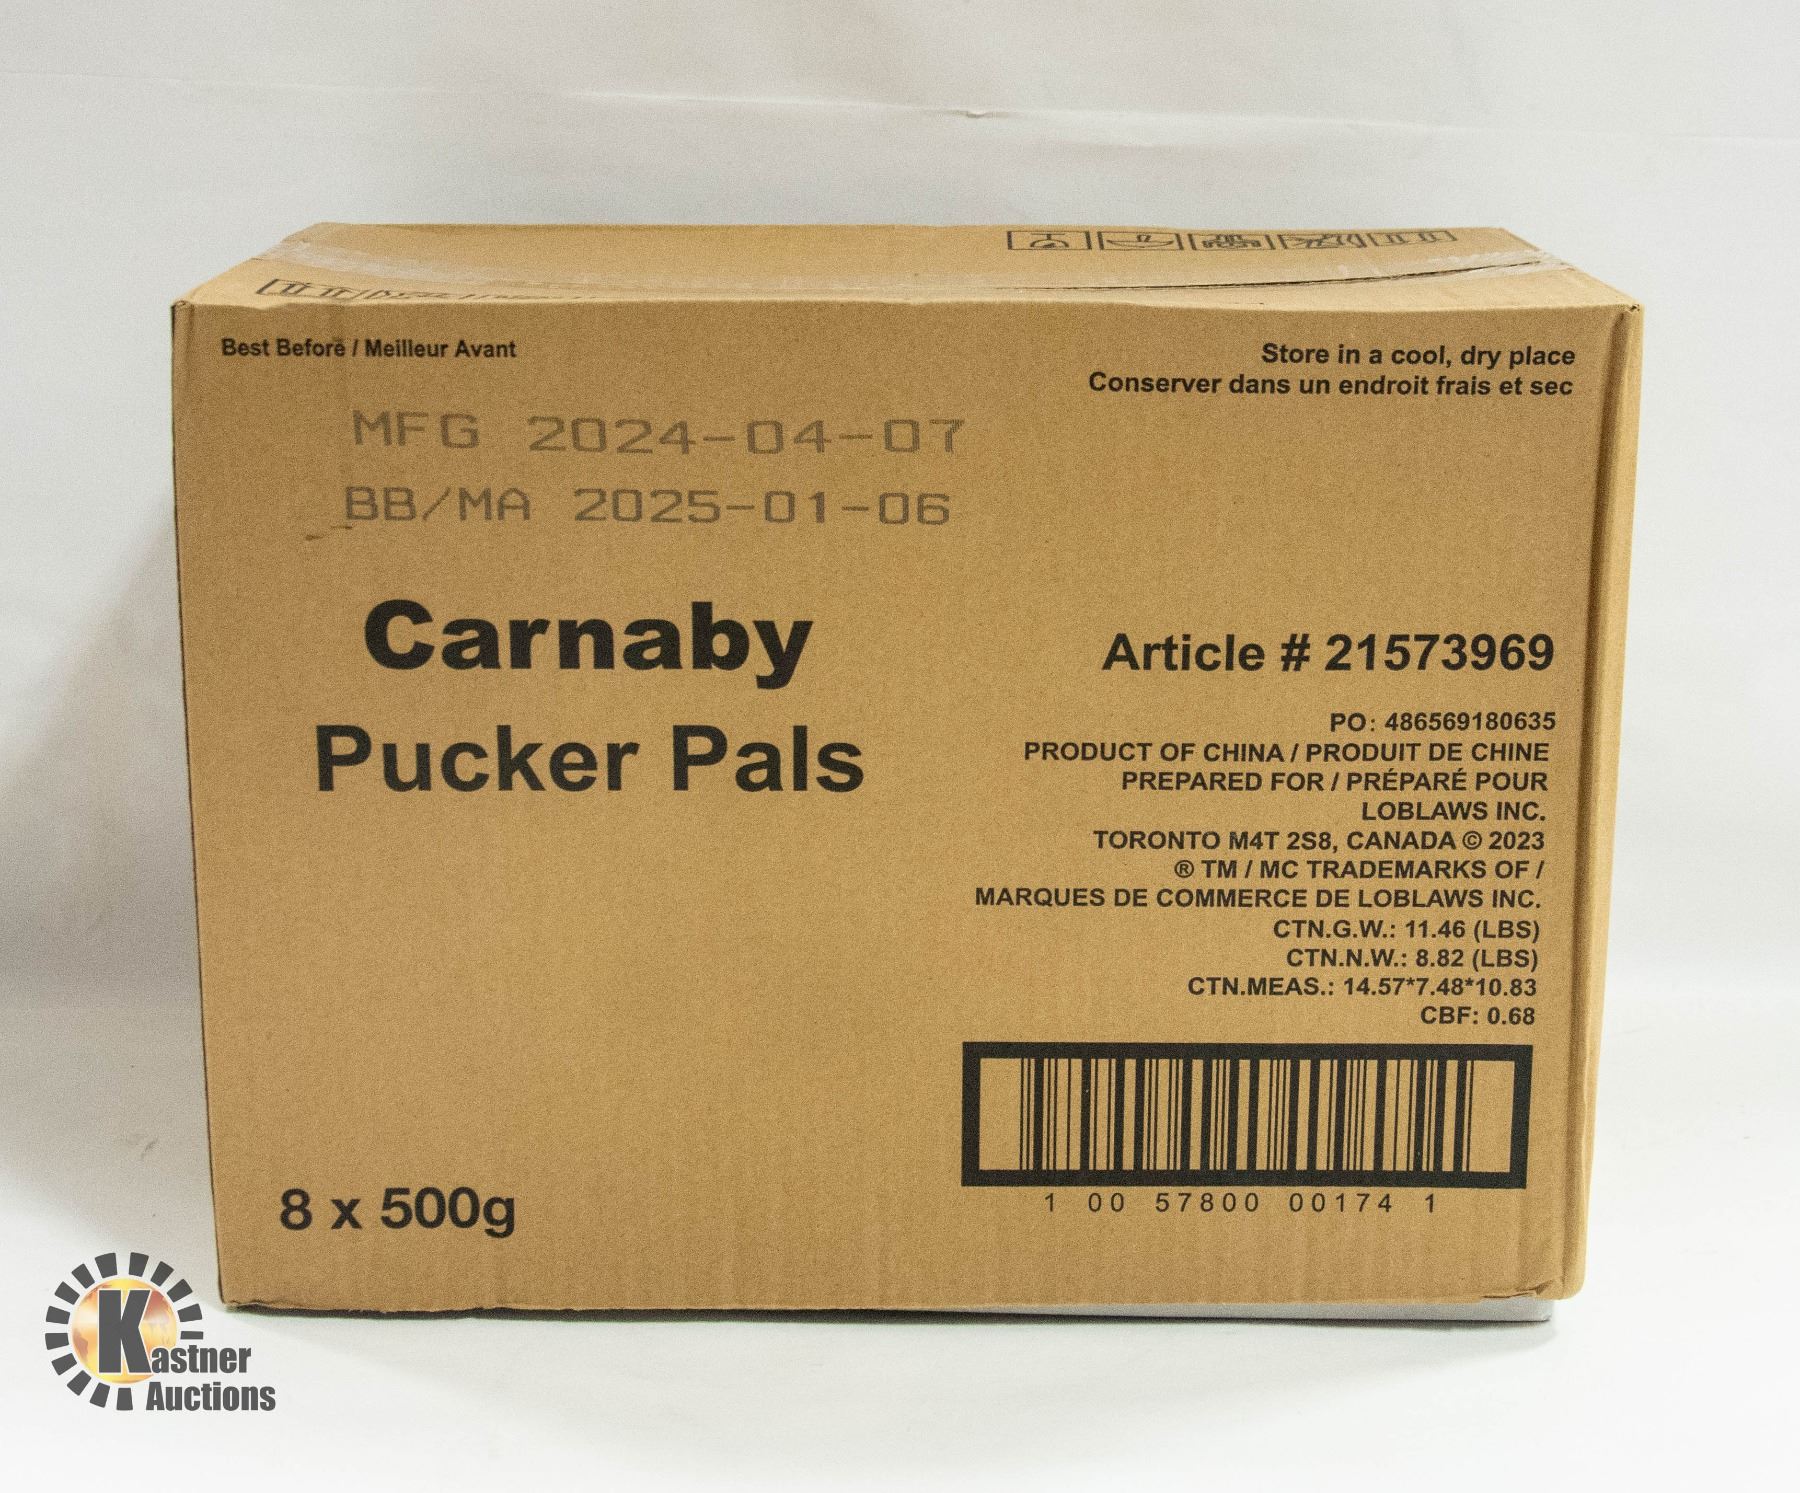 Best Before / Meilleur Avant
Store in a cool, dry place
Conserver dans un endroit frais et sec
MFG 2024-04-07
BB/MA 2025-01-06
Carnaby
Pucker Pals
Article # 21573969
PO: 486569180635
PRODUCT OF CHINA / PRODUIT DE CHINE
PREPARED FOR / PRÉPARÉ POUR
LOBLAWS INC.
TORONTO M4T 2S8, CANADA © 2023
® TM / MC TRADEMARKS OF /
MARQUES DE COMMERCE DE LOBLAWS INC.
CTN.G.W.: 11.46 (LBS)
CTN.N.W.: 8.82 (LBS)
CTN.MEAS.: 14.57*7.48*10.83
CBF: 0.68
1 00 57800 00174 1
8 x 500g
Kastner
Auctions